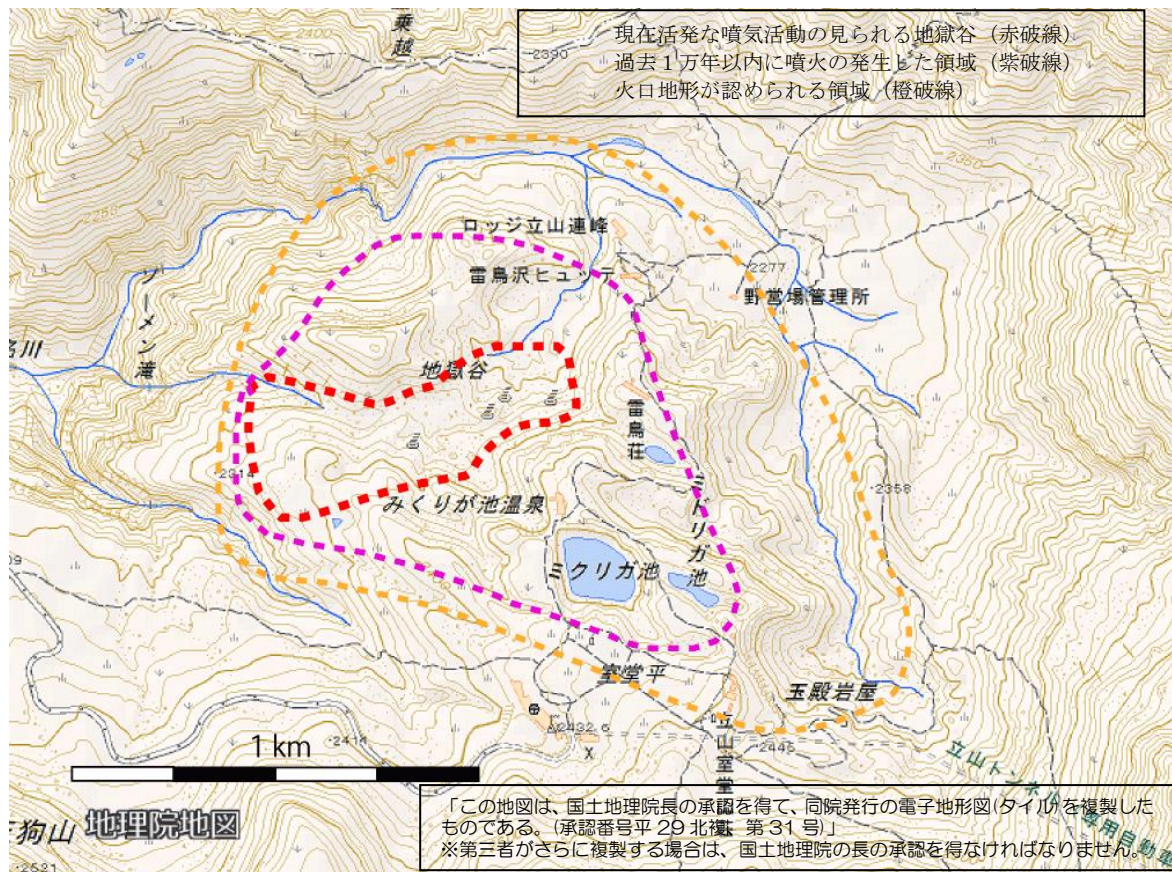 現在活発な噴気活動の見られる地獄谷（赤破線）
過去１万年以内に噴火の発生した領域（紫破線）
火口地形が認められる領域（橙破線）
乗越
2400
2390
2350
2250
ロッジ立山連峰
雷鳥沢ヒュッテ
2277
野営場管理所
ソーメン滝
川
地獄谷
雷鳥荘
2314
2358
みくりが池温泉
ミドリガ池
ミクリガ池
室堂平
玉殿岩屋
2432.6
立山室堂
2446
立山トンネル
専用自動車
1 km
2414
地理院地図
狗山
2521
「この地図は、国土地理院長の承認を得て、同院発行の電子地形図(タイル)を複製した
ものである。(承認番号平 29 北複、第 31 号)」
※第三者がさらに複製する場合は、国土地理院の長の承認を得なければなりません。